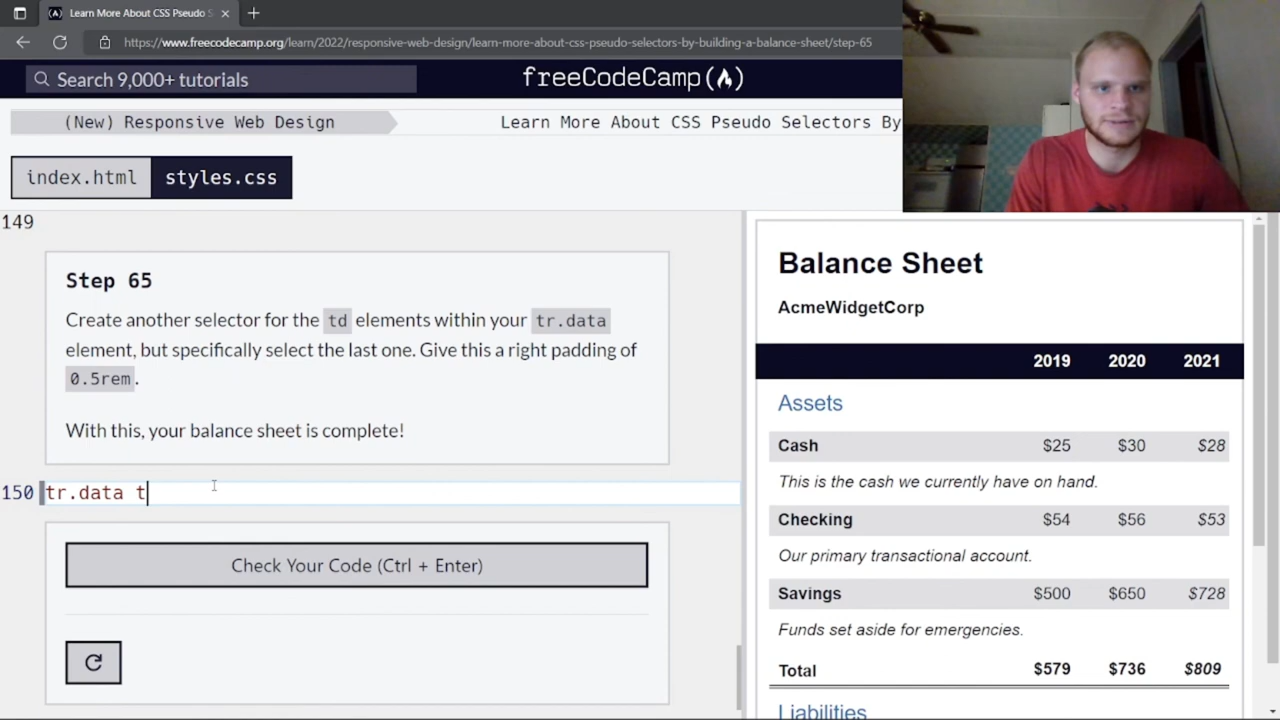 Learn More About CSS Pseudo S
https://www.freecodecamp.org/learn/2022/responsive-web-design/learn-more-about-css-pseudo-selectors-by-building-a-balance-sheet/step-65
Search 9,000+ tutorials
freeCodeCamp
(New) Responsive Web Design
Learn More About CSS Pseudo Selectors By
index.html
styles.css
149
Step 65
Create another selector for the td elements within your tr.data
element, but specifically select the last one. Give this a right padding of
0.5rem.
With this, your balance sheet is complete!
150 tr.data t
Check Your Code (Ctrl + Enter)
Balance Sheet
AcmeWidgetCorp
2019 2020 2021
Assets
Cash $25 $30 $28
This is the cash we currently have on hand.
Checking $54 $56 $53
Our primary transactional account.
Savings $500 $650 $728
Funds set aside for emergencies.
Total $579 $736 $809
Liabilities